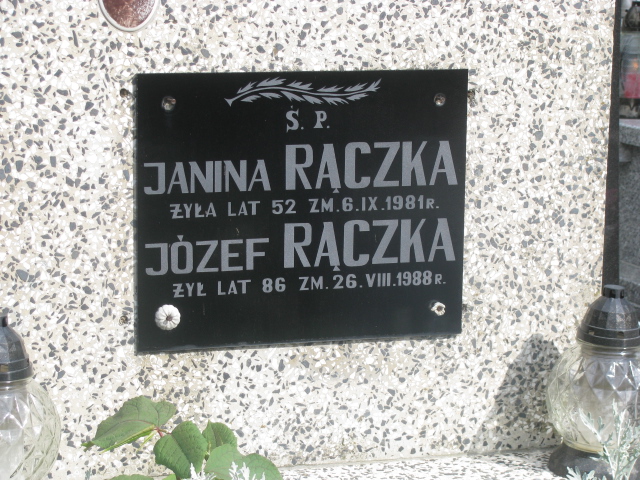 Ś. P.
JANINA RĄCZKA
ŻYŁA LAT 52 ZM. 6. IX. 1981 R.
JÓZEF RĄCZKA
ŻYŁ LAT 86 ZM. 26. VIII. 1988 R.